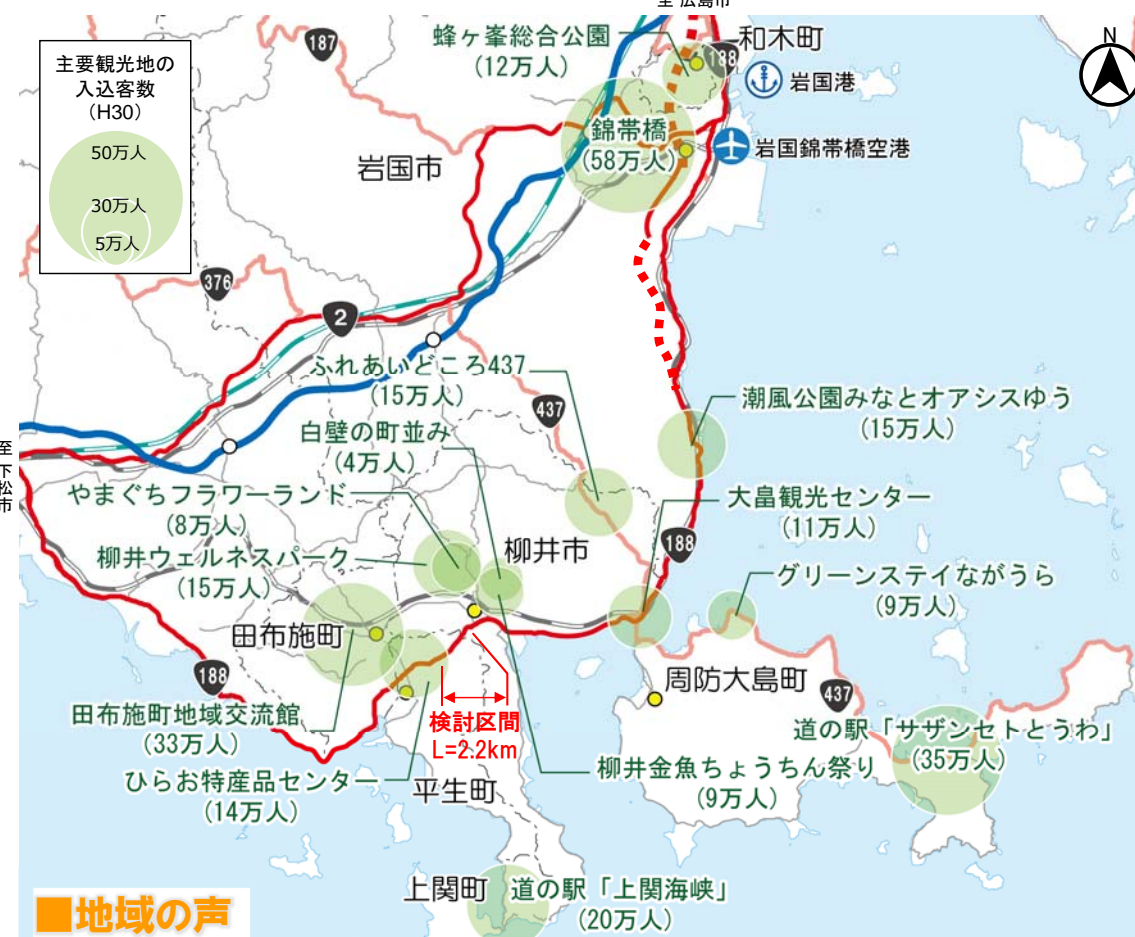 至 広島市
主要観光地の
入込客数
(H30)
50万人
30万人
5万人
187
蜂ヶ峯総合公園
(12万人)
和木町
188
岩国港
N
錦帯橋
(58万人)
岩国錦帯橋空港
岩国市
376
2
ふれあいどころ437
(15万人)
437
潮風公園みなとオアシスゆう
(15万人)
白壁の町並み
(4万人)
至 下松市
やまぐちフラワーランド
(8万人)
大畠観光センター
(11万人)
柳井市
188
柳井ウェルネスパーク
(15万人)
グリーンステイながうら
(9万人)
田布施町
188
周防大島町
437
田布施町地域交流館
(33万人)
検討区間
L=2.2km
道の駅「サザンセトとうわ」
(35万人)
ひらお特産品センター
(14万人)
平生町
柳井金魚ちょうちん祭り
(9万人)
上関町
道の駅「上関海峡」
(20万人)
■地域の声